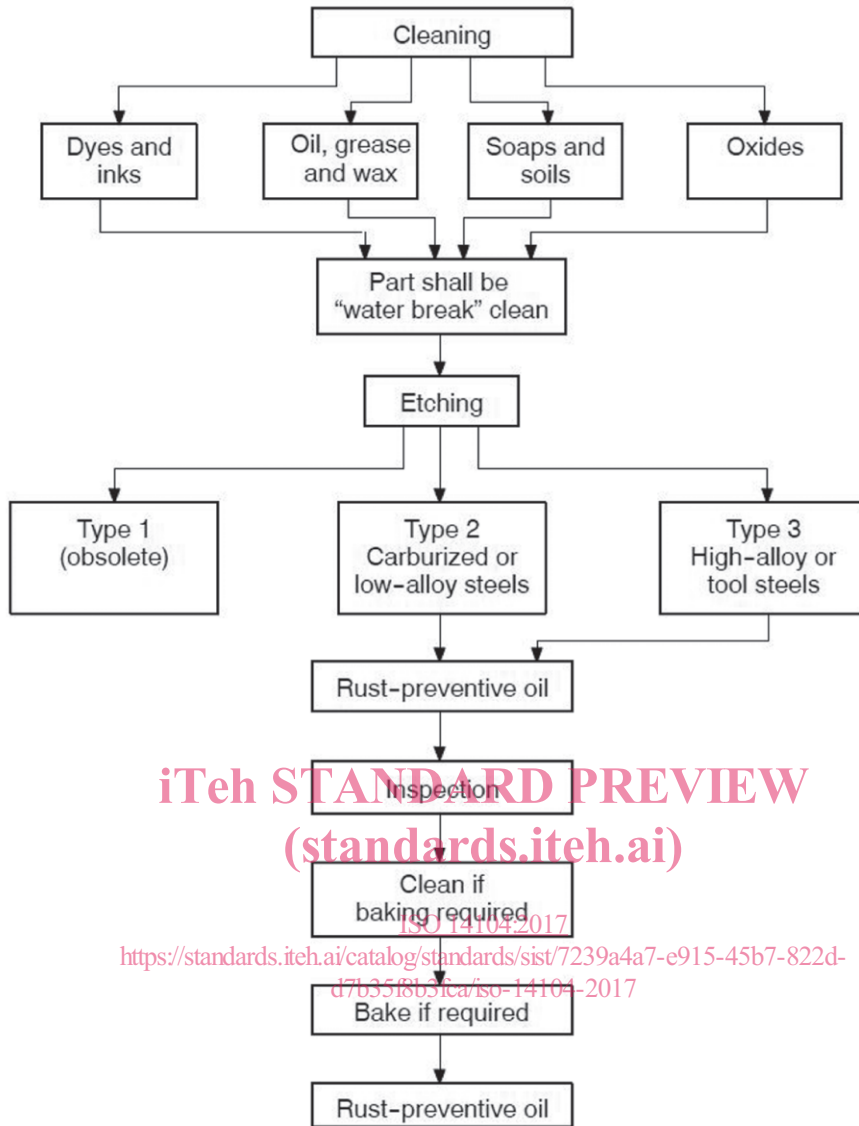 Cleaning
Dyes and
inks
Oil, grease
and wax
Soaps and
soils
Oxides
Part shall be
“water break” clean
Etching
Type 1
(obsolete)
Type 2
Carburized or
low-alloy steels
Type 3
High-alloy or
tool steels
Rust-preventive oil
iTeh STANDARD PREVIEW
Inspection
(standards.iteh.ai)
Clean if
baking required
ISO 14104:2017
https://standards.iteh.ai/catalog/standards/sist/7239a4a7-e915-45b7-822d-
d7b35f8b3fca/iso-14104-2017
Bake if required
Rust-preventive oil